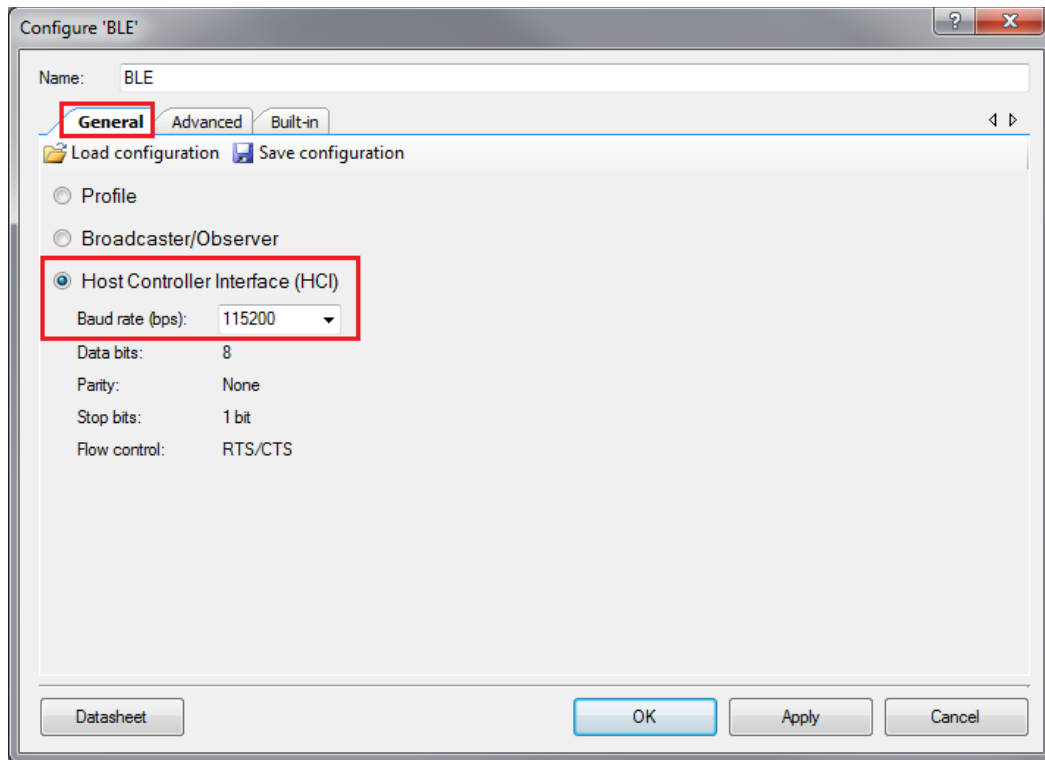 Configure 'BLE'
Name: BLE
General Advanced Built-in
Load configuration Save configuration
Profile
Broadcaster/Observer
Host Controller Interface (HCI)
Baud rate (bps): 115200
Data bits: 8
Parity: None
Stop bits: 1 bit
Flow control: RTS/CTS
Datasheet OK Apply Cancel